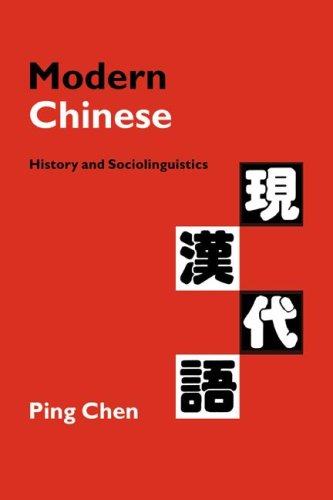 Modern
Chinese
History and Sociolinguistics
現代
漢語
Ping Chen